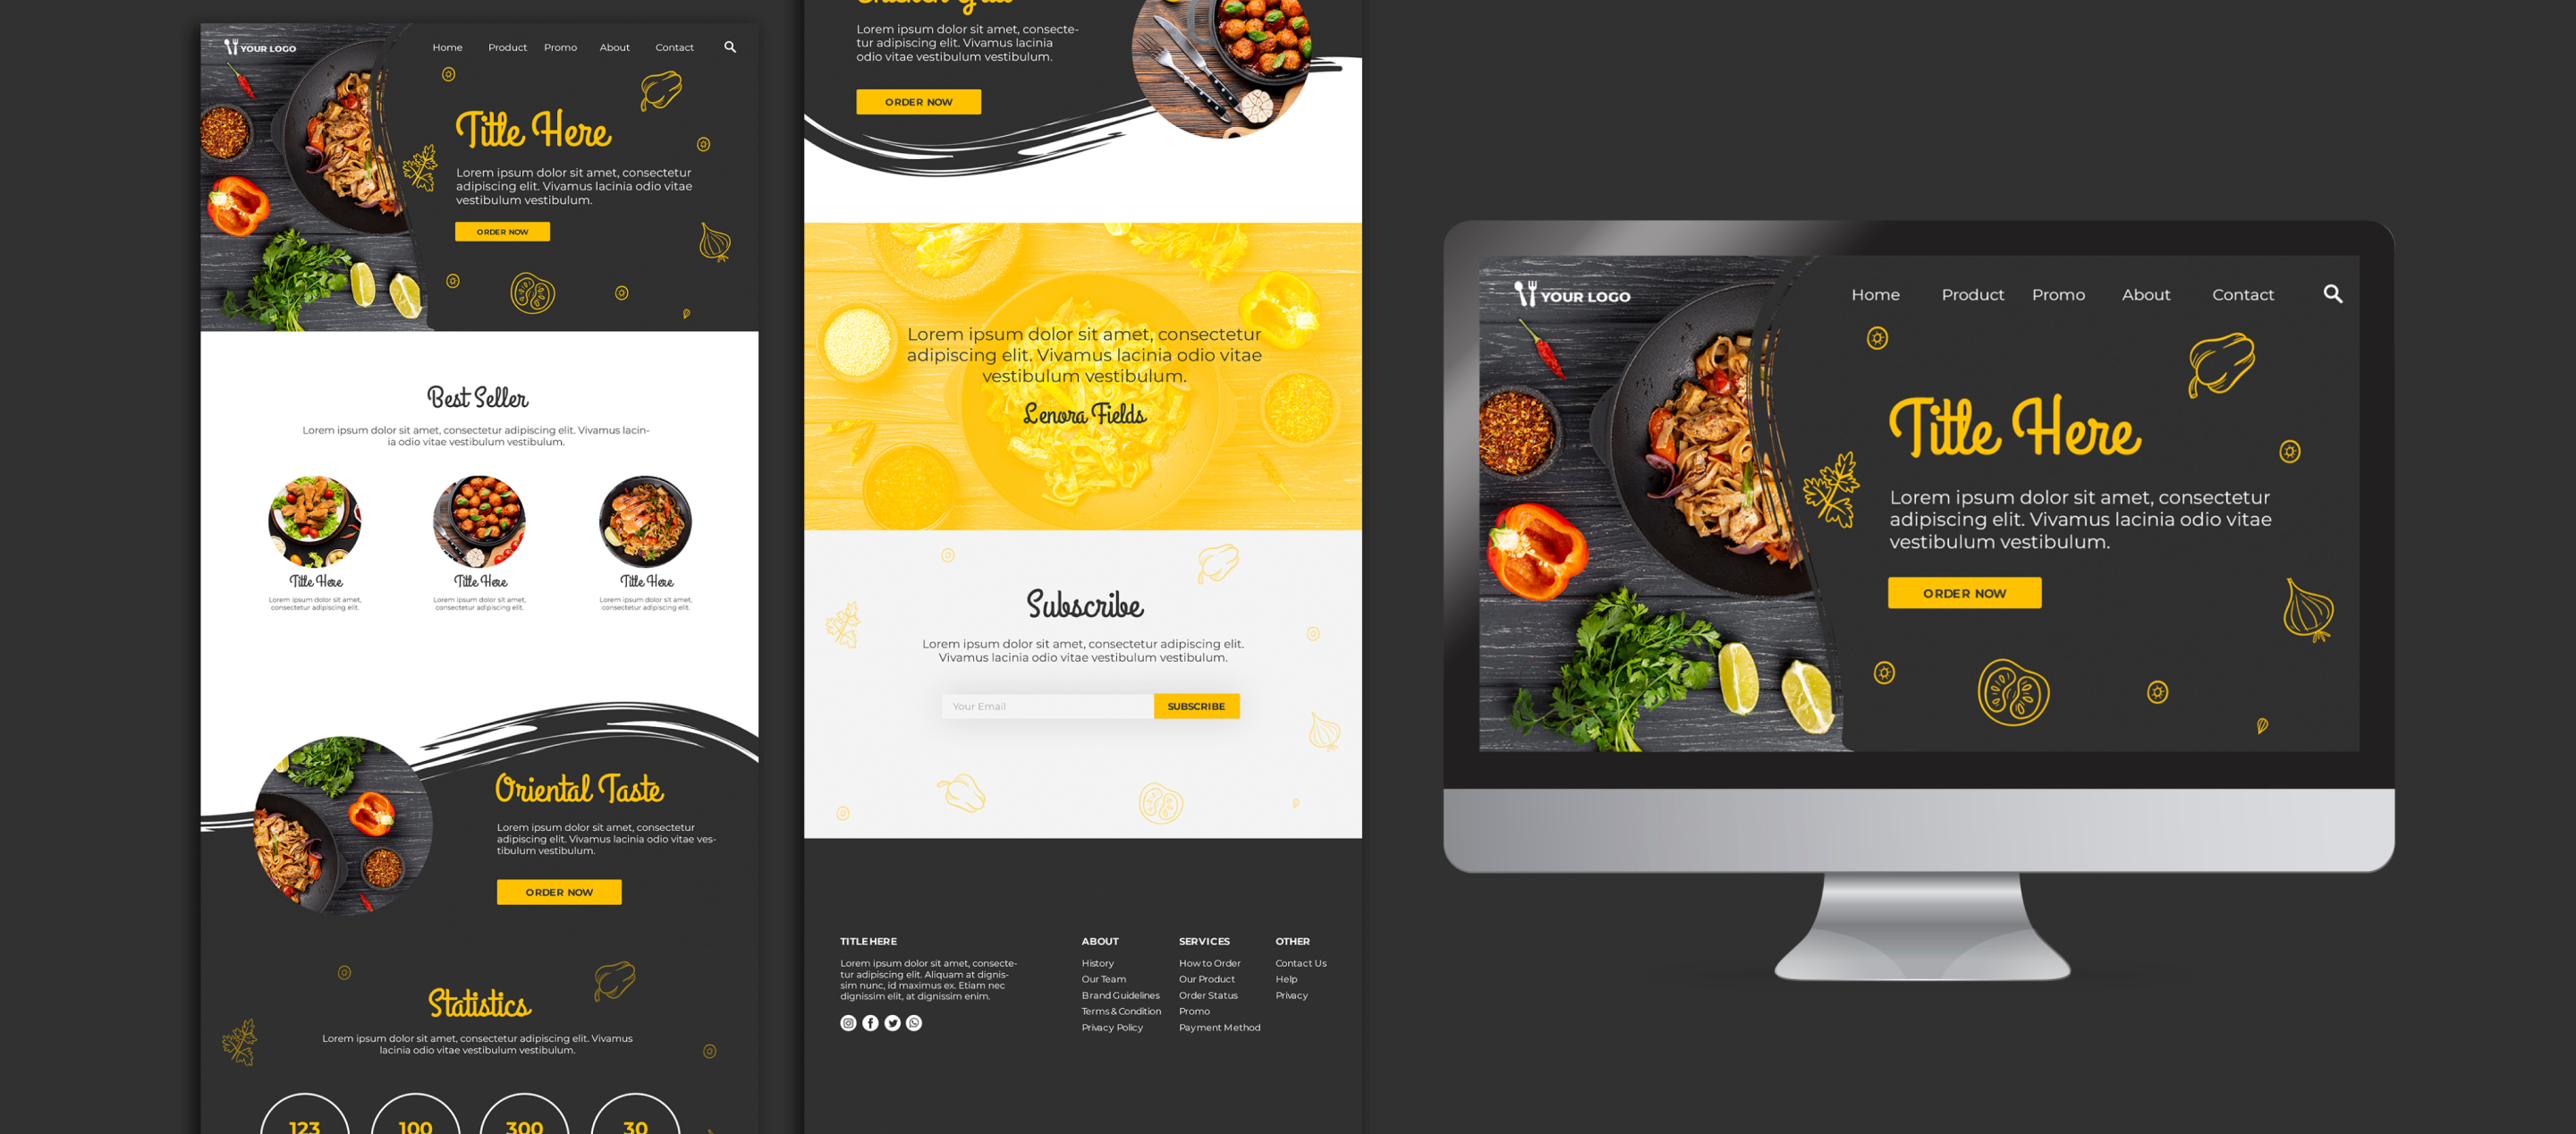 YOUR LOGO
Home Product Promo About Contact
Title Here
Lorem ipsum dolor sit amet, consectetur
adipiscing elit. Vivamus lacinia odio vitae
vestibulum vestibulum.
ORDER NOW
Best Seller
Lorem ipsum dolor sit amet, consectetur adipiscing elit. Vivamus lacin-
ia odio vitae vestibulum vestibulum.
Title Here
Lorem ipsum dolor sit amet,
consectetur adipiscing elit.
Title Here
Lorem ipsum dolor sit amet,
consectetur adipiscing elit.
Title Here
Lorem ipsum dolor sit amet,
consectetur adipiscing elit.
Oriental Taste
Lorem ipsum dolor sit amet, consectetur
adipiscing elit. Vivamus lacinia odio vitae ves-
tibulum vestibulum.
ORDER NOW
Statistics
Lorem ipsum dolor sit amet, consectetur adipiscing elit. Vivamus
lacinia odio vitae vestibulum vestibulum.
123 100 300 30
Lorem ipsum dolor sit amet, consecte-
tur adipiscing elit. Vivamus lacinia
odio vitae vestibulum vestibulum.
ORDER NOW
Lorem ipsum dolor sit amet, consectetur
adipiscing elit. Vivamus lacinia odio vitae
vestibulum vestibulum.
Lenora Fields
Subscribe
Lorem ipsum dolor sit amet, consectetur adipiscing elit.
Vivamus lacinia odio vitae vestibulum vestibulum.
Your Email SUBSCRIBE
TITLE HERE
Lorem ipsum dolor sit amet, consecte-
tur adipiscing elit. Aliquam at dignis-
sim nunc, id maximus ex. Etiam nec
dignissim elit, at dignissim enim.
ABOUT
History
Our Team
Brand Guidelines
Terms & Condition
Privacy Policy
SERVICES
How to Order
Our Product
Order Status
Promo
Payment Method
OTHER
Contact Us
Help
Privacy
YOUR LOGO
Home Product Promo About Contact
Title Here
Lorem ipsum dolor sit amet, consectetur
adipiscing elit. Vivamus lacinia odio vitae
vestibulum vestibulum.
ORDER NOW